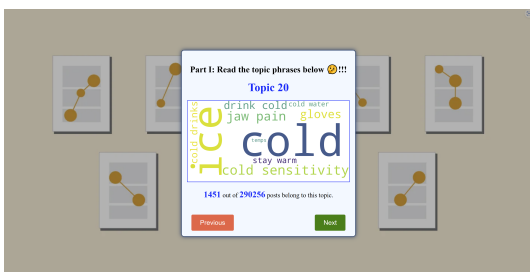 Part I: Read the topic phrases below 🤔!!!
Topic 20
drink cold
cold water
jaw pain
gloves
cold drinks
ice
cold
temps
stay warm
cold sensitivity
1451 out of 290256 posts belong to this topic.
Previous
Next